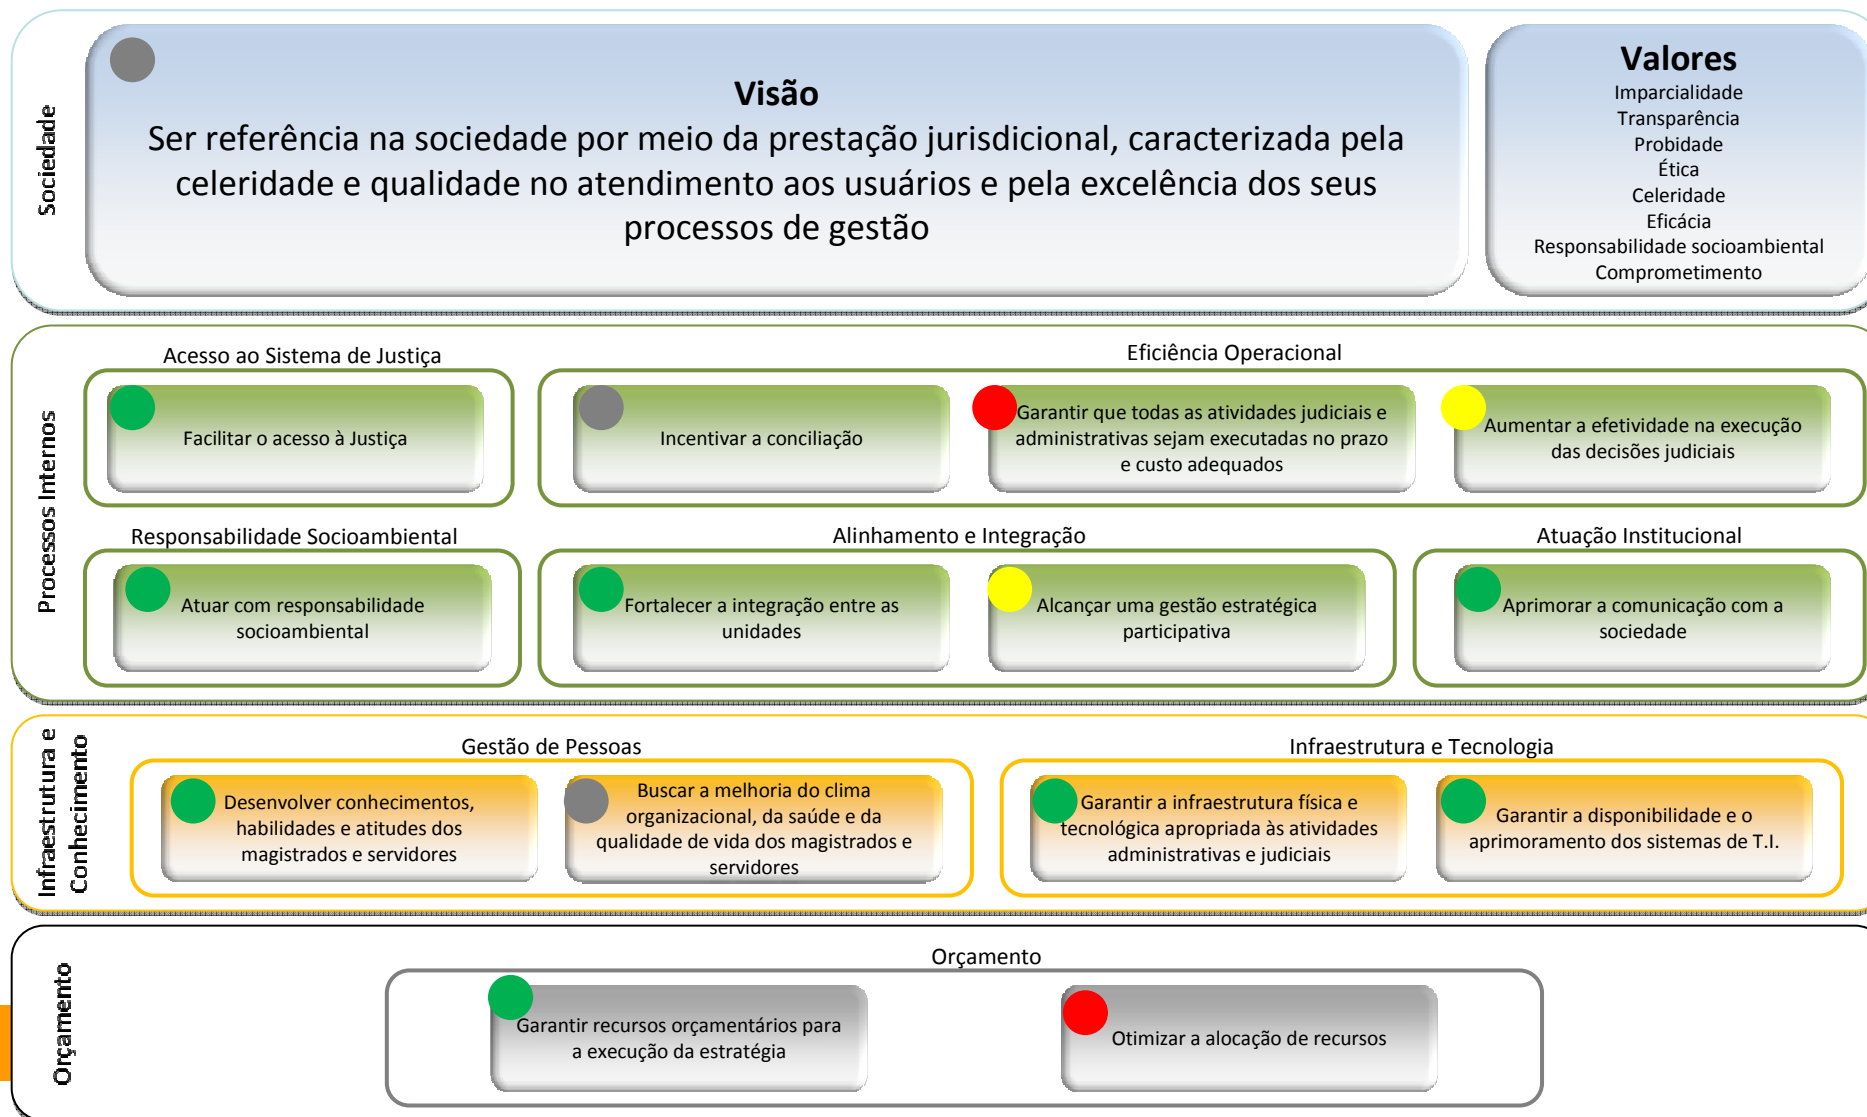 Sociedade
Visão
Ser referência na sociedade por meio da prestação jurisdicional, caracterizada pela
celeridade e qualidade no atendimento aos usuários e pela excelência dos seus
processos de gestão
Valores
Imparcialidade
Transparência
Probidade
Ética
Celeridade
Eficácia
Responsabilidade socioambiental
Comprometimento
Processos Internos
Acesso ao Sistema de Justiça
Facilitar o acesso à Justiça
Eficiência Operacional
Incentivar a conciliação
Garantir que todas as atividades judiciais e
administrativas sejam executadas no prazo
e custo adequados
Aumentar a efetividade na execução
das decisões judiciais
Responsabilidade Socioambiental
Atuar com responsabilidade
socioambiental
Alinhamento e Integração
Fortalecer a integração entre as
unidades
Alcançar uma gestão estratégica
participativa
Atuação Institucional
Aprimorar a comunicação com a
sociedade
Infraestrutura e
Conhecimento
Gestão de Pessoas
Desenvolver conhecimentos,
habilidades e atitudes dos
magistrados e servidores
Buscar a melhoria do clima
organizacional, da saúde e da
qualidade de vida dos magistrados e
servidores
Infraestrutura e Tecnologia
Garantir a infraestrutura física e
tecnológica apropriada às atividades
administrativas e judiciais
Garantir a disponibilidade e o
aprimoramento dos sistemas de T.I.
Orçamento
Orçamento
Garantir recursos orçamentários para
a execução da estratégia
Otimizar a alocação de recursos